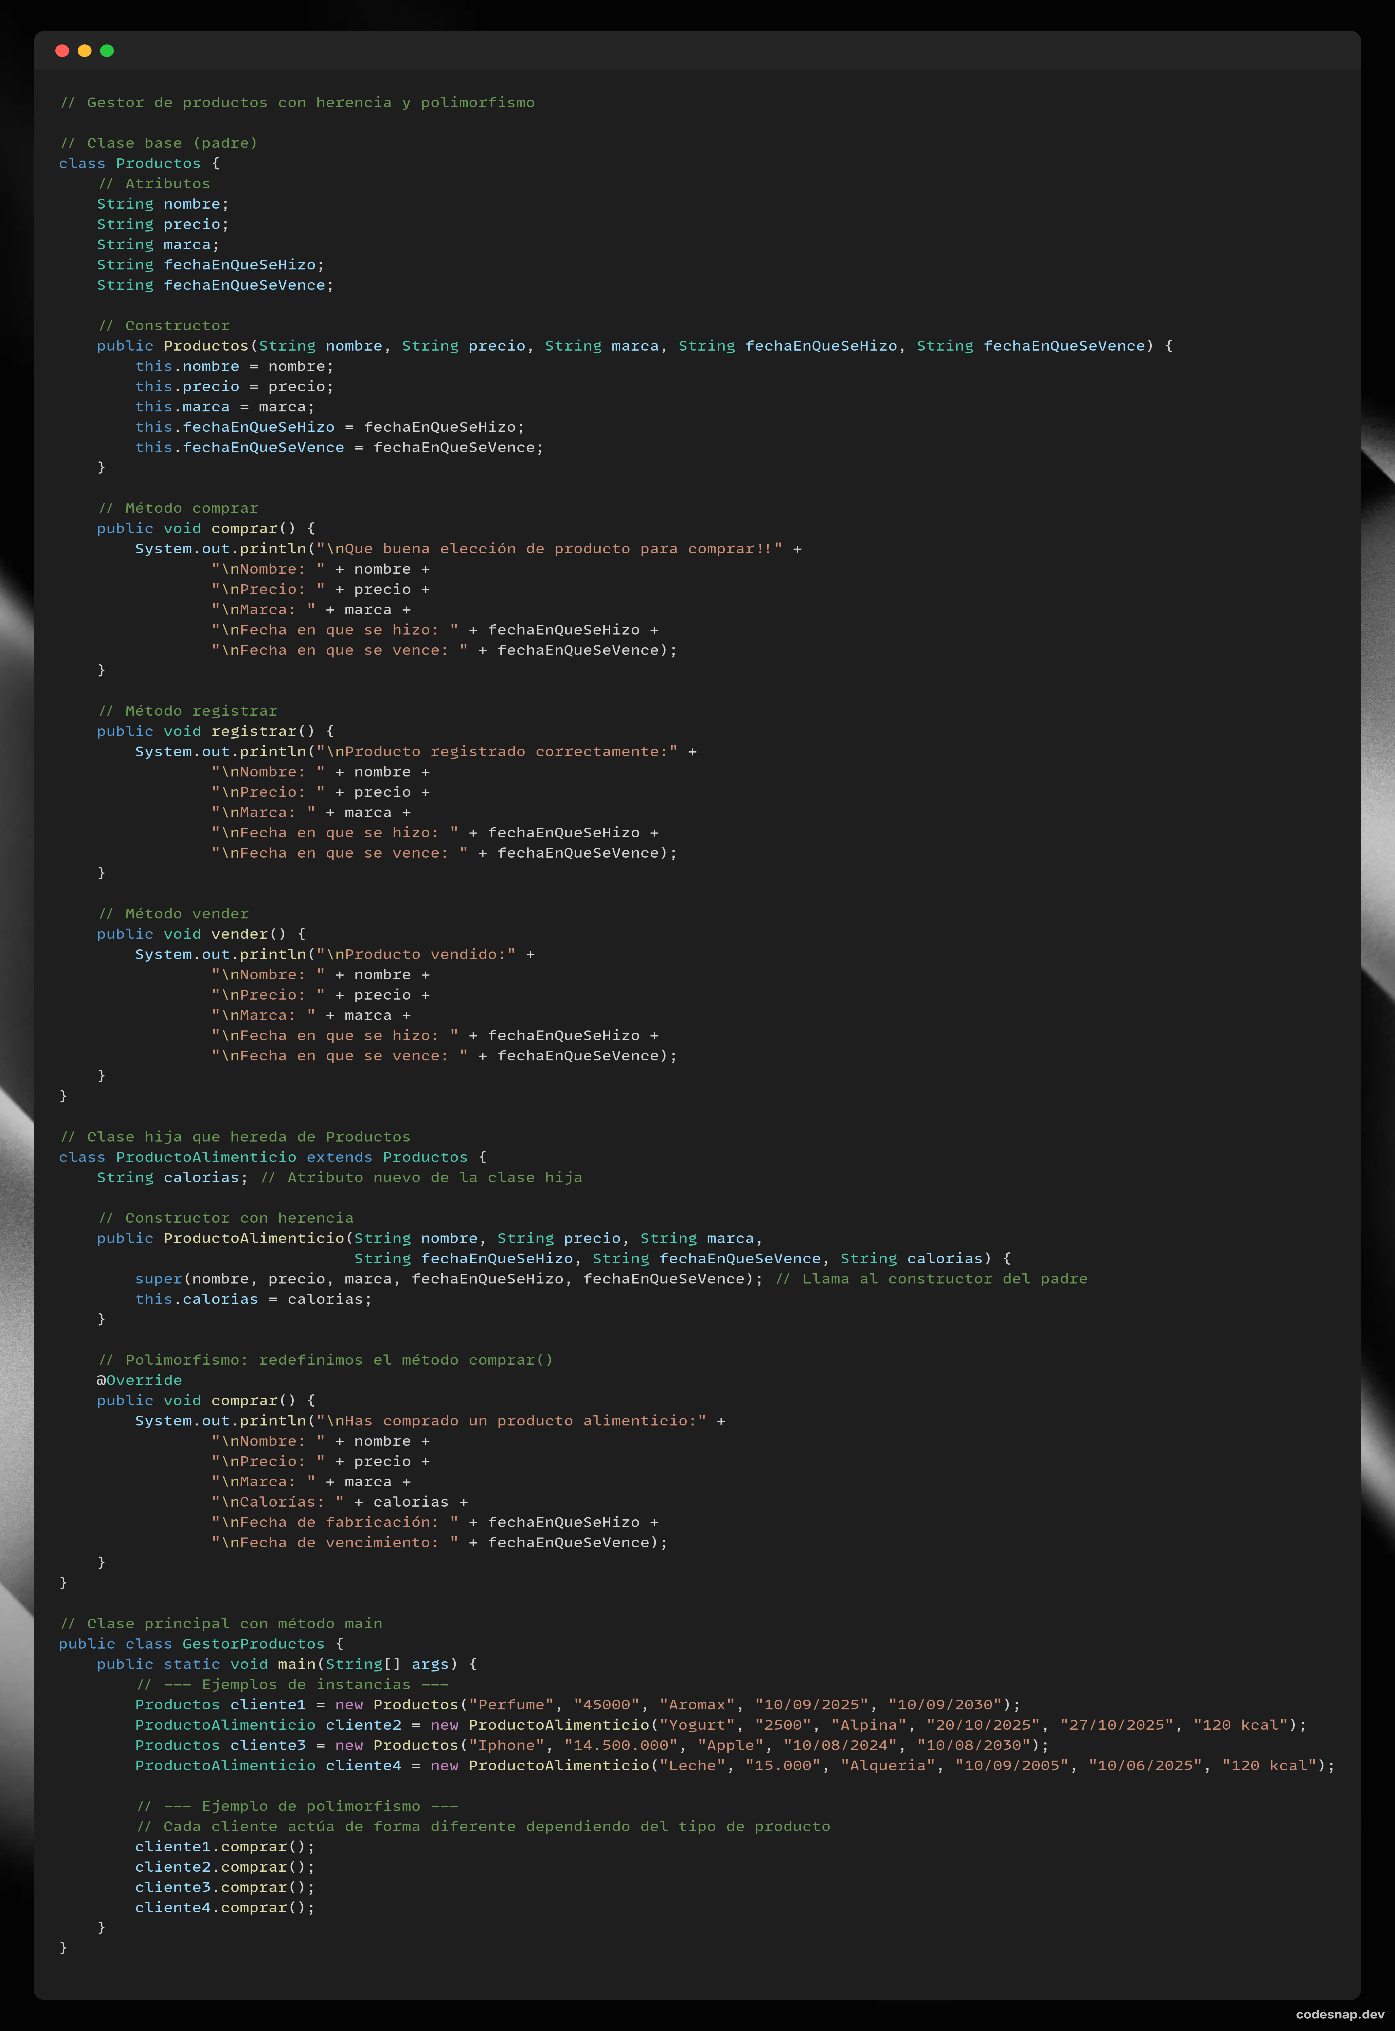 // Gestor de productos con herencia y polimorfismo
// Clase base (padre)
class Productos {
// Atributos
String nombre;
String precio;
String marca;
String fechaEnQueSeHizo;
String fechaEnQueSeVence;
// Constructor
public Productos(String nombre, String precio, String marca, String fechaEnQueSeHizo, String fechaEnQueSeVence) {
this.nombre = nombre;
this.precio = precio;
this.marca = marca;
this.fechaEnQueSeHizo = fechaEnQueSeHizo;
this.fechaEnQueSeVence = fechaEnQueSeVence;
}
// Método comprar
public void comprar() {
System.out.println("\nQue buena elección de producto para comprar!!" +
"\nNombre: " + nombre +
"\nPrecio: " + precio +
"\nMarca: " + marca +
"\nFecha en que se hizo: " + fechaEnQueSeHizo +
"\nFecha en que se vence: " + fechaEnQueSeVence);
}
// Método registrar
public void registrar() {
System.out.println("\nProducto registrado correctamente:" +
"\nNombre: " + nombre +
"\nPrecio: " + precio +
"\nMarca: " + marca +
"\nFecha en que se hizo: " + fechaEnQueSeHizo +
"\nFecha en que se vence: " + fechaEnQueSeVence);
}
// Método vender
public void vender() {
System.out.println("\nProducto vendido:" +
"\nNombre: " + nombre +
"\nPrecio: " + precio +
"\nMarca: " + marca +
"\nFecha en que se hizo: " + fechaEnQueSeHizo +
"\nFecha en que se vence: " + fechaEnQueSeVence);
}
}
// Clase hija que hereda de Productos
class ProductoAlimenticio extends Productos {
String calorias; // Atributo nuevo de la clase hija
// Constructor con herencia
public ProductoAlimenticio(String nombre, String precio, String marca,
String fechaEnQueSeHizo, String fechaEnQueSeVence, String calorias) {
super(nombre, precio, marca, fechaEnQueSeHizo, fechaEnQueSeVence); // Llama al constructor del padre
this.calorias = calorias;
}
// Polimorfismo: redefinimos el método comprar()
@Override
public void comprar() {
System.out.println("\nHas comprado un producto alimenticio:" +
"\nNombre: " + nombre +
"\nPrecio: " + precio +
"\nMarca: " + marca +
"\nCalorías: " + calorias +
"\nFecha de fabricación: " + fechaEnQueSeHizo +
"\nFecha de vencimiento: " + fechaEnQueSeVence);
}
}
// Clase principal con método main
public class GestorProductos {
public static void main(String[] args) {
// --- Ejemplos de instancias ---
Productos cliente1 = new Productos("Perfume", "45000", "Aromax", "10/09/2025", "10/09/2030");
ProductoAlimenticio cliente2 = new ProductoAlimenticio("Yogurt", "2500", "Alpina", "20/10/2025", "27/10/2025", "120 kcal");
Productos cliente3 = new Productos("Iphone", "14.500.000", "Apple", "10/08/2024", "10/08/2030");
ProductoAlimenticio cliente4 = new ProductoAlimenticio("Leche", "15.000", "Alqueria", "10/09/2005", "10/06/2025", "120 kcal");
// --- Ejemplo de polimorfismo ---
// Cada cliente actúa de forma diferente dependiendo del tipo de producto
cliente1.comprar();
cliente2.comprar();
cliente3.comprar();
cliente4.comprar();
}
}
codesnap.dev